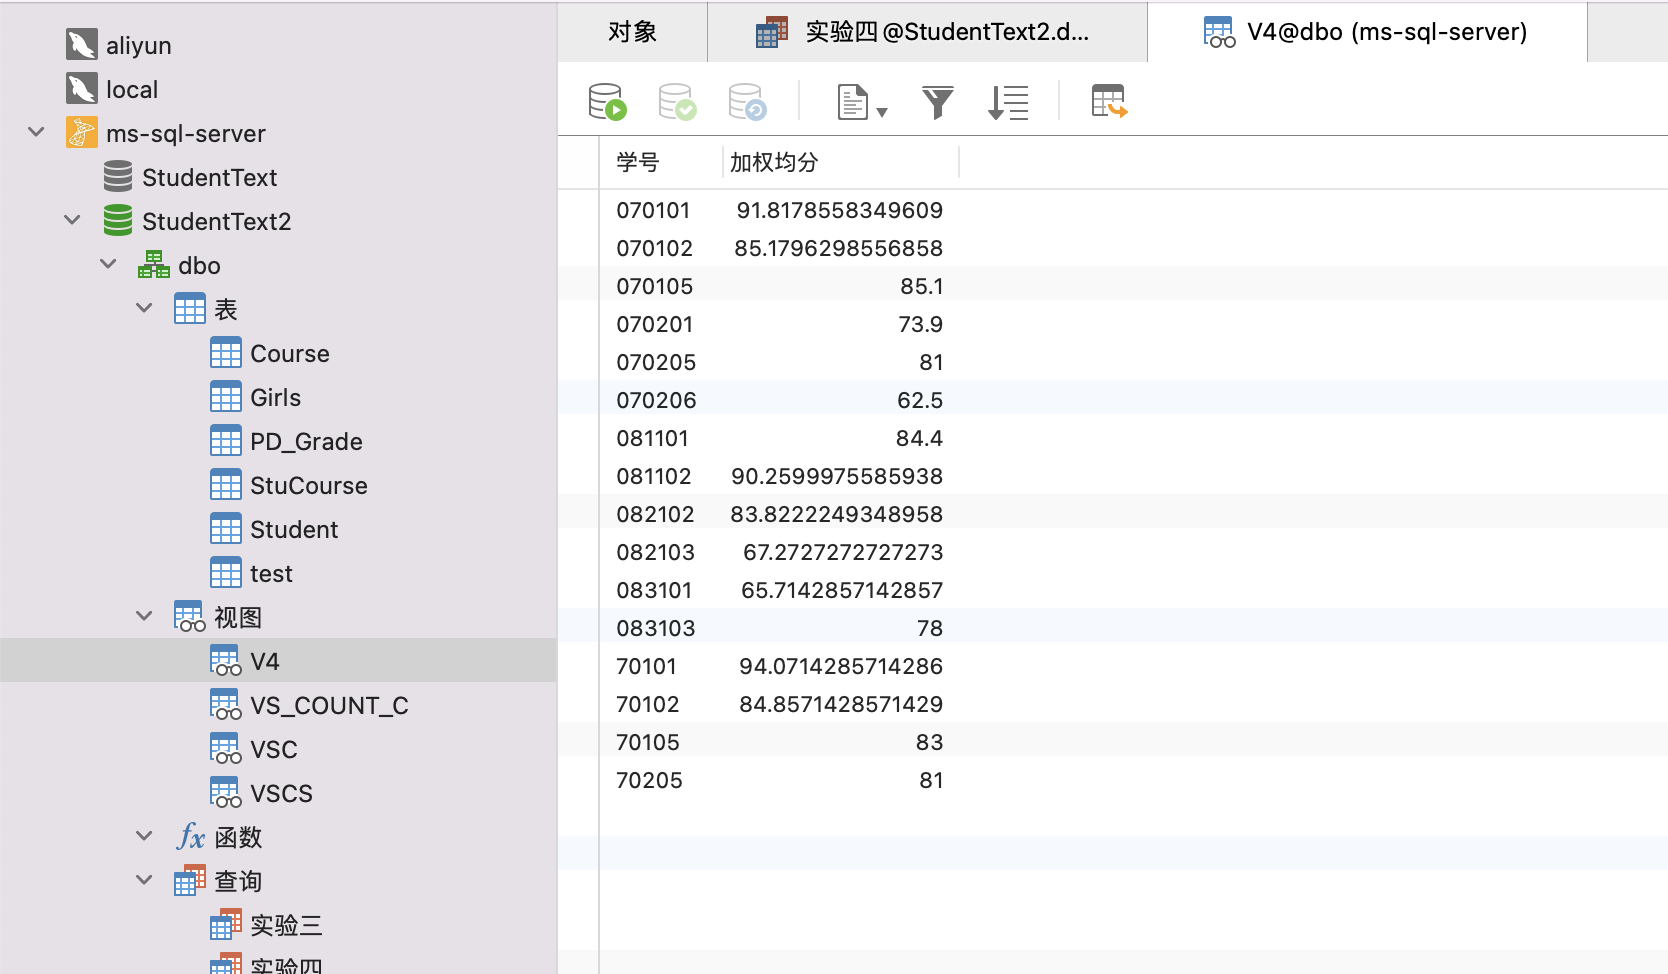 aliyun
local
ms-sql-server
StudentText
StudentText2
dbo
表
Course
Girls
PD_Grade
StuCourse
Student
test
视图
V4
VS_COUNT_C
VSC
VSCS
fx 函数
查询
实验三
实验四
对象 实验四@StudentText2.d... V4@dbo (ms-sql-server)
学号 加权均分
070101 91.8178558349609
070102 85.1796298556858
070105 85.1
070201 73.9
070205 81
070206 62.5
081101 84.4
081102 90.2599975585938
082102 83.8222249348958
082103 67.2727272727273
083101 65.7142857142857
083103 78
70101 94.0714285714286
70102 84.8571428571429
70105 83
70205 81